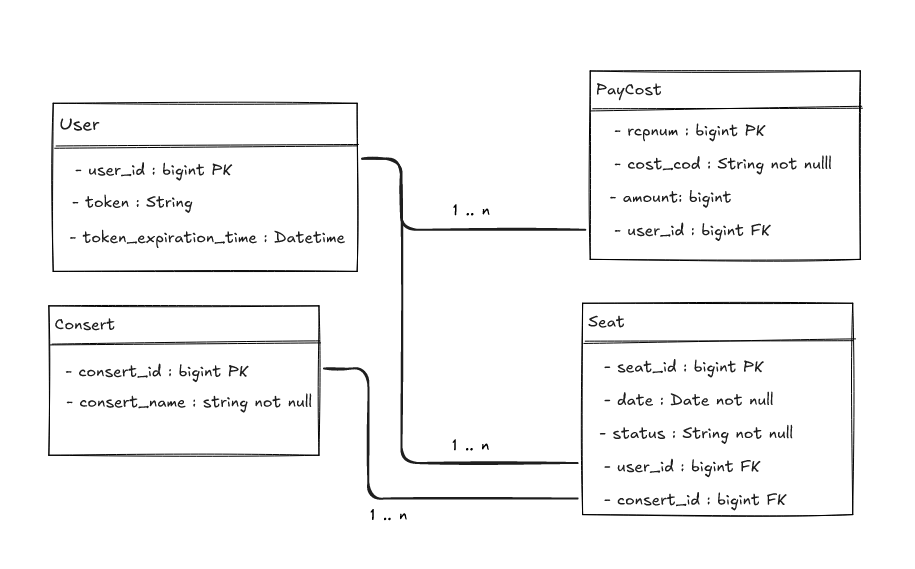 User
- user_id : bigint PK
- token : String
- token_expiration_time : Datetime
PayCost
- rcpnum : bigint PK
- cost_cod : String not nulll
- amount: bigint
- user_id : bigint FK
1 .. n
Consert
- consert_id : bigint PK
- consert_name : string not null
Seat
- seat_id : bigint PK
- date : Date not null
- status : String not null
- user_id : bigint FK
- consert_id : bigint FK
1 .. n
1 .. n